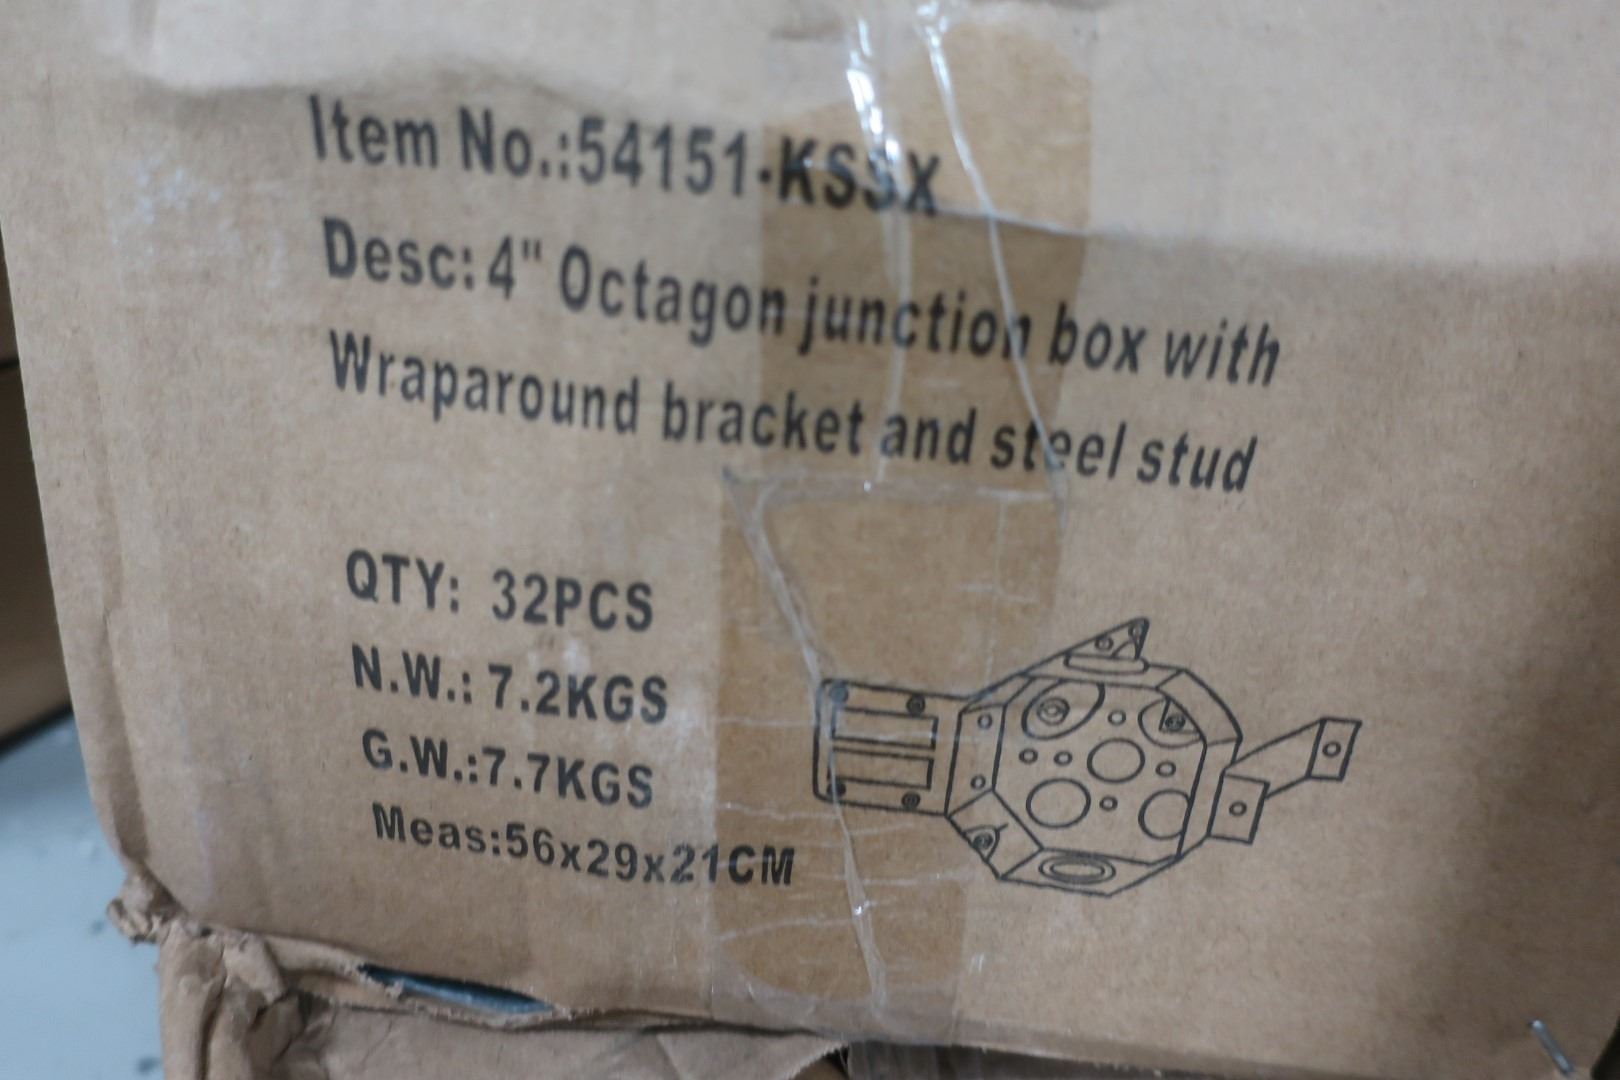 Item No.:54151-KSSX
Desc: 4" Octagon junction box with
Wraparound bracket and steel stud
QTY: 32PCS
N.W.: 7.2KGS
G.W.:7.7KGS
Meas:56x29x21CM